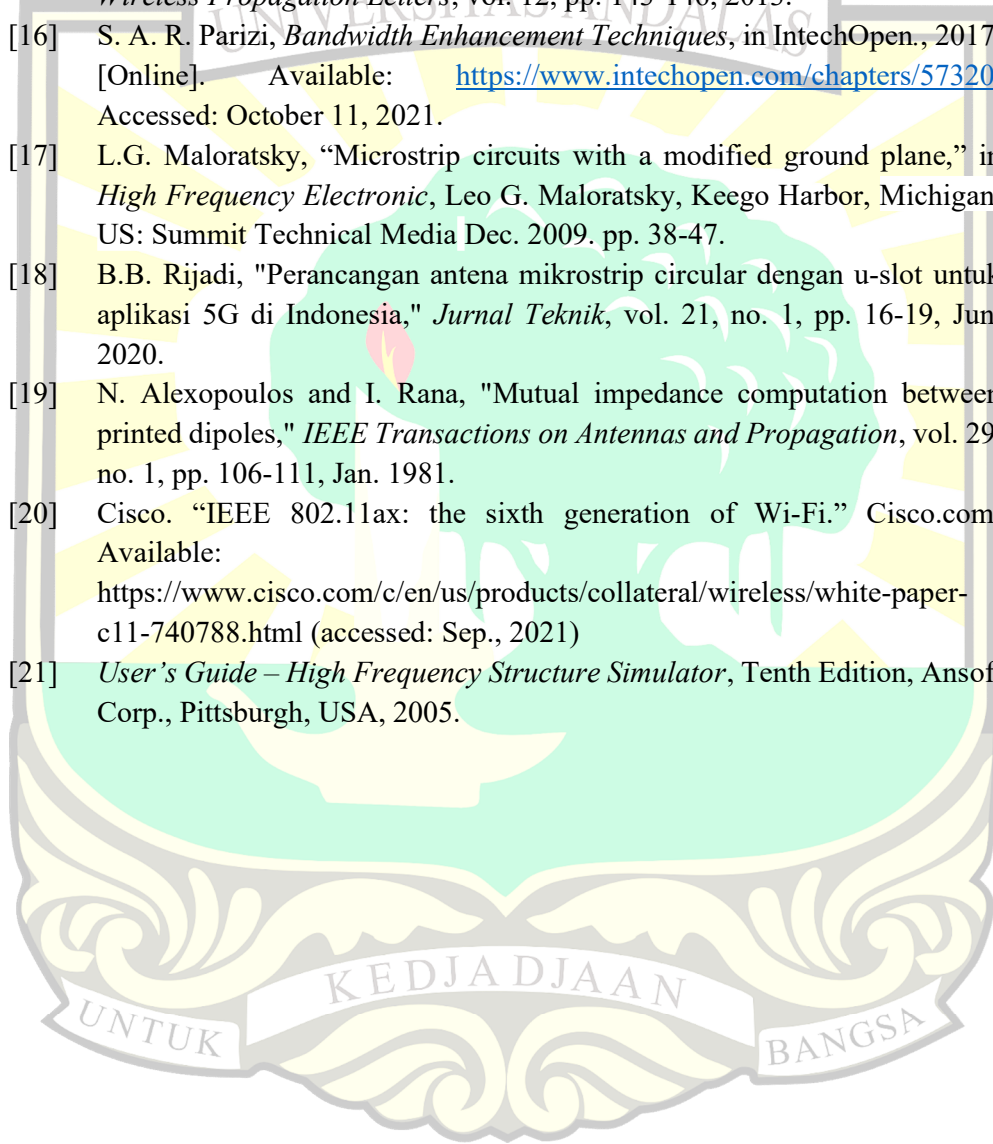 Wireless Propagation Letters, vol. 12, pp. 143-146, 2013.
UNIVERSITAS ANDALAS
[16] S. A. R. Parizi, Bandwidth Enhancement Techniques, in IntechOpen., 2017
[Online]. Available: https://www.intechopen.com/chapters/57320
Accessed: October 11, 2021.
[17] L.G. Maloratsky, “Microstrip circuits with a modified ground plane,” in
High Frequency Electronic, Leo G. Maloratsky, Keego Harbor, Michigan
US: Summit Technical Media Dec. 2009. pp. 38-47.
[18] B.B. Rijadi, "Perancangan antena mikrostrip circular dengan u-slot untuk
aplikasi 5G di Indonesia," Jurnal Teknik, vol. 21, no. 1, pp. 16-19, Jun
2020.
[19] N. Alexopoulos and I. Rana, "Mutual impedance computation between
printed dipoles," IEEE Transactions on Antennas and Propagation, vol. 29
no. 1, pp. 106-111, Jan. 1981.
[20] Cisco. “IEEE 802.11ax: the sixth generation of Wi-Fi.” Cisco.com
Available:
https://www.cisco.com/c/en/us/products/collateral/wireless/white-paper-
c11-740788.html (accessed: Sep., 2021)
[21] User’s Guide – High Frequency Structure Simulator, Tenth Edition, Ansof
Corp., Pittsburgh, USA, 2005.
UNTUK KEDJADJAAN BANGSA